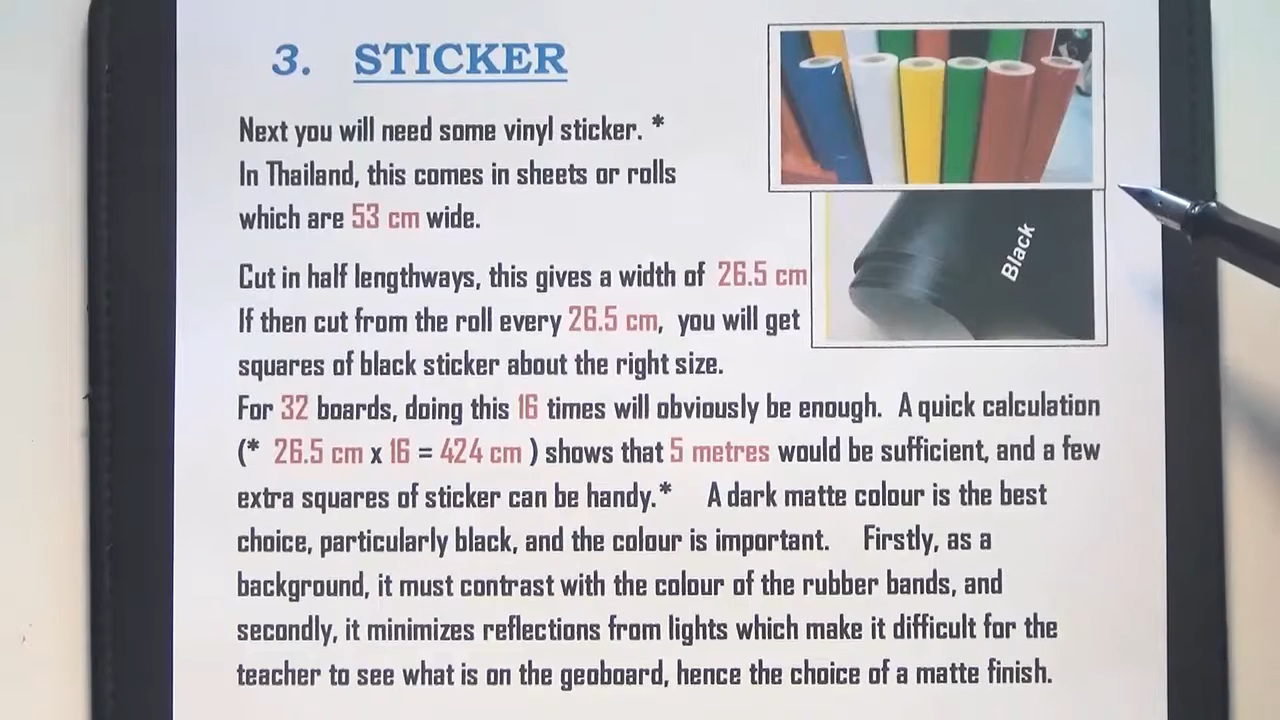 3. STICKER
Next you will need some vinyl sticker. *
In Thailand, this comes in sheets or rolls
which are 53 cm wide.
Black
Cut in half lengthways, this gives a width of 26.5 cm
If then cut from the roll every 26.5 cm, you will get
squares of black sticker about the right size.
For 32 boards, doing this 16 times will obviously be enough. A quick calculation
(* 26.5 cm x 16 = 424 cm ) shows that 5 metres would be sufficient, and a few
extra squares of sticker can be handy.* A dark matte colour is the best
choice, particularly black, and the colour is important. Firstly, as a
background, it must contrast with the colour of the rubber bands, and
secondly, it minimizes reflections from lights which make it difficult for the
teacher to see what is on the geoboard, hence the choice of a matte finish.